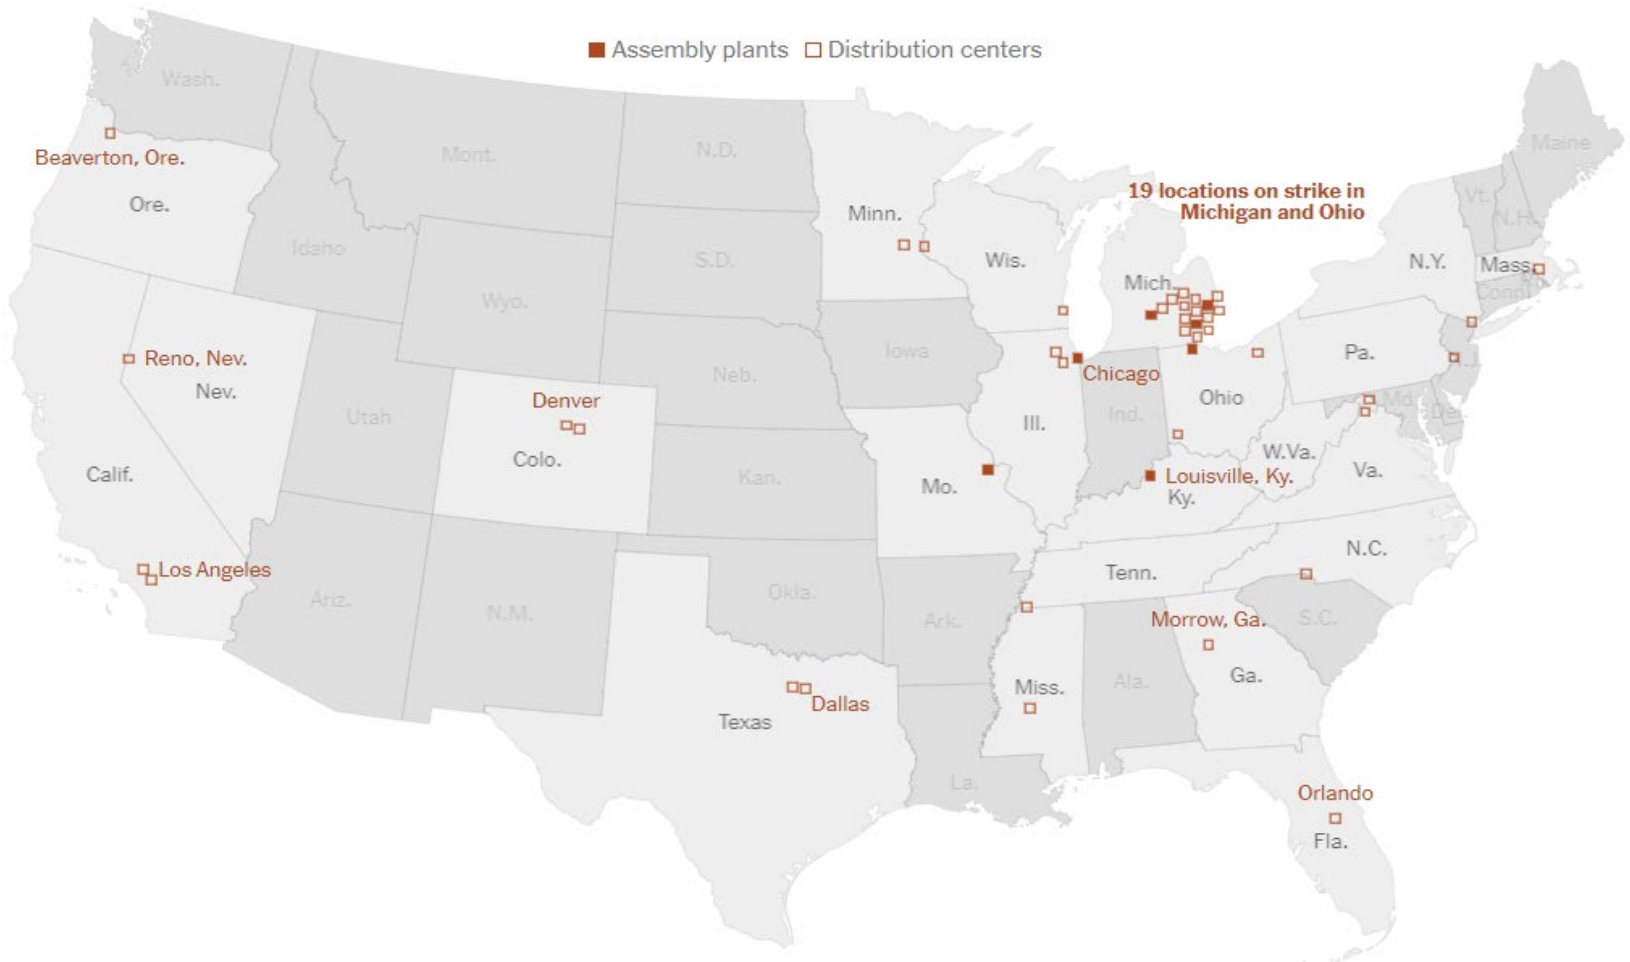 Assembly plants
Distribution centers
Wash.
Mont.
N.D.
Maine
Beaverton, Ore.
Ore.
Idaho
Wyo.
S.D.
Minn.
Wis.
19 locations on strike in
Michigan and Ohio
Mich.
N.Y.
Vt.
N.H.
Mass.
Conn.
Reno, Nev.
Nev.
Utah
Denver
Colo.
Neb.
Iowa
Chicago
Ill.
Ind.
Ohio
Pa.
Md.
Del.
Calif.
Kan.
Mo.
Louisville, Ky.
Ky.
W.Va.
Va.
Los Angeles
Ariz.
N.M.
Okla.
Ark.
Tenn.
N.C.
S.C.
Morrow, Ga.
Ga.
Miss.
Ala.
Dallas
Texas
La.
Orlando
Fla.